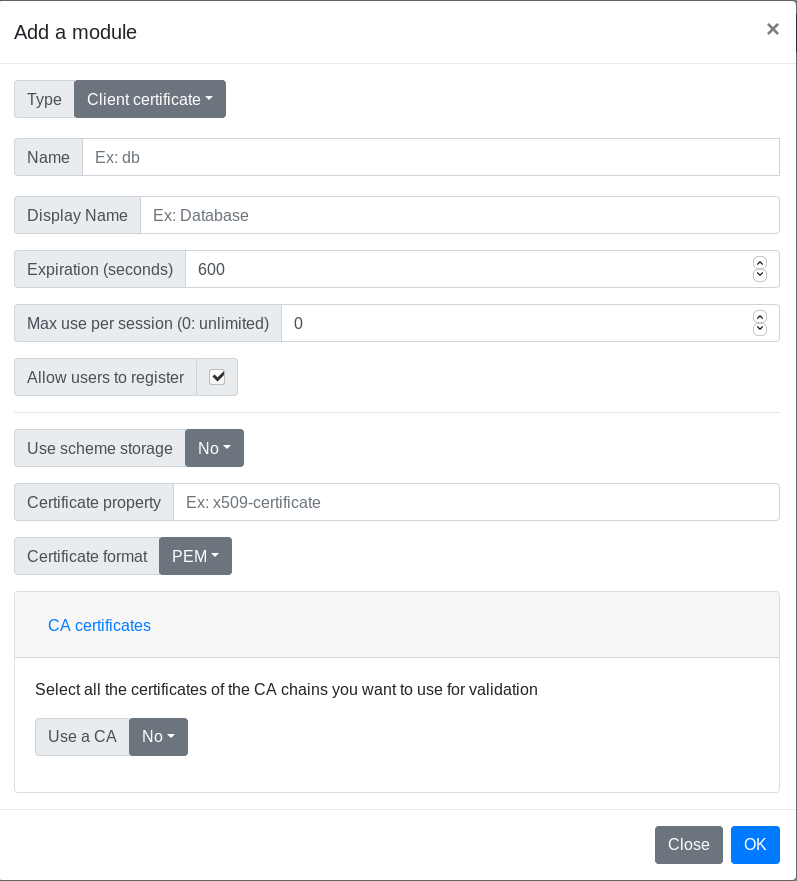 Add a module
×
Type Client certificate
Name Ex: db
Display Name Ex: Database
Expiration (seconds) 600
Max use per session (0: unlimited) 0
Allow users to register
Use scheme storage No
Certificate property Ex: x509-certificate
Certificate format PEM
CA certificates
Select all the certificates of the CA chains you want to use for validation
Use a CA No
Close OK